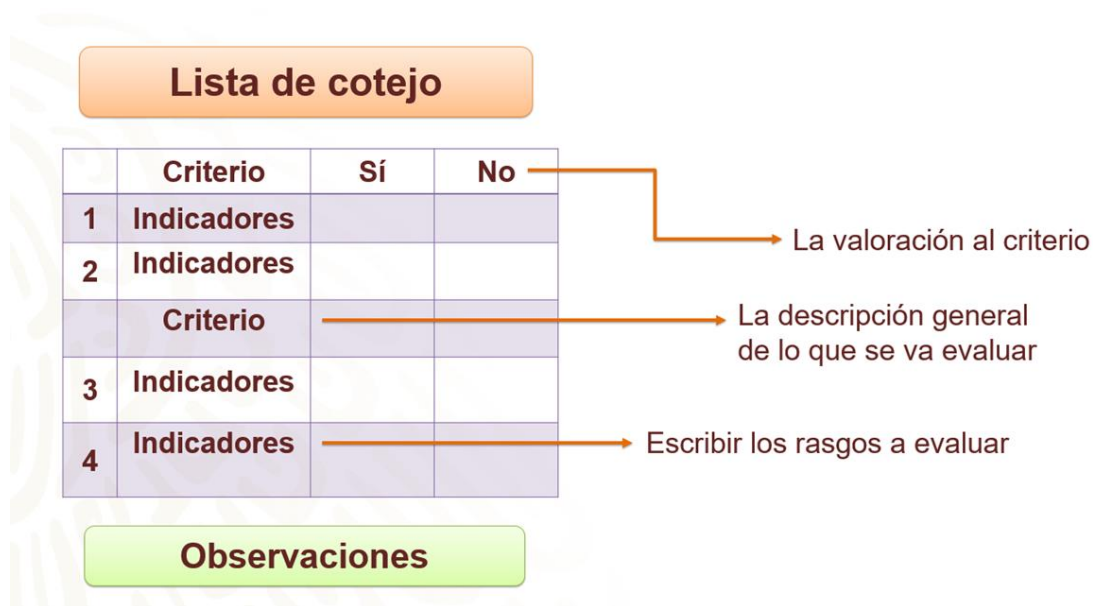 Lista de cotejo
Criterio Sí No
1 Indicadores
2 Indicadores
Criterio
3 Indicadores
4 Indicadores
La valoración al criterio
La descripción general
de lo que se va evaluar
Escribir los rasgos a evaluar
Observaciones